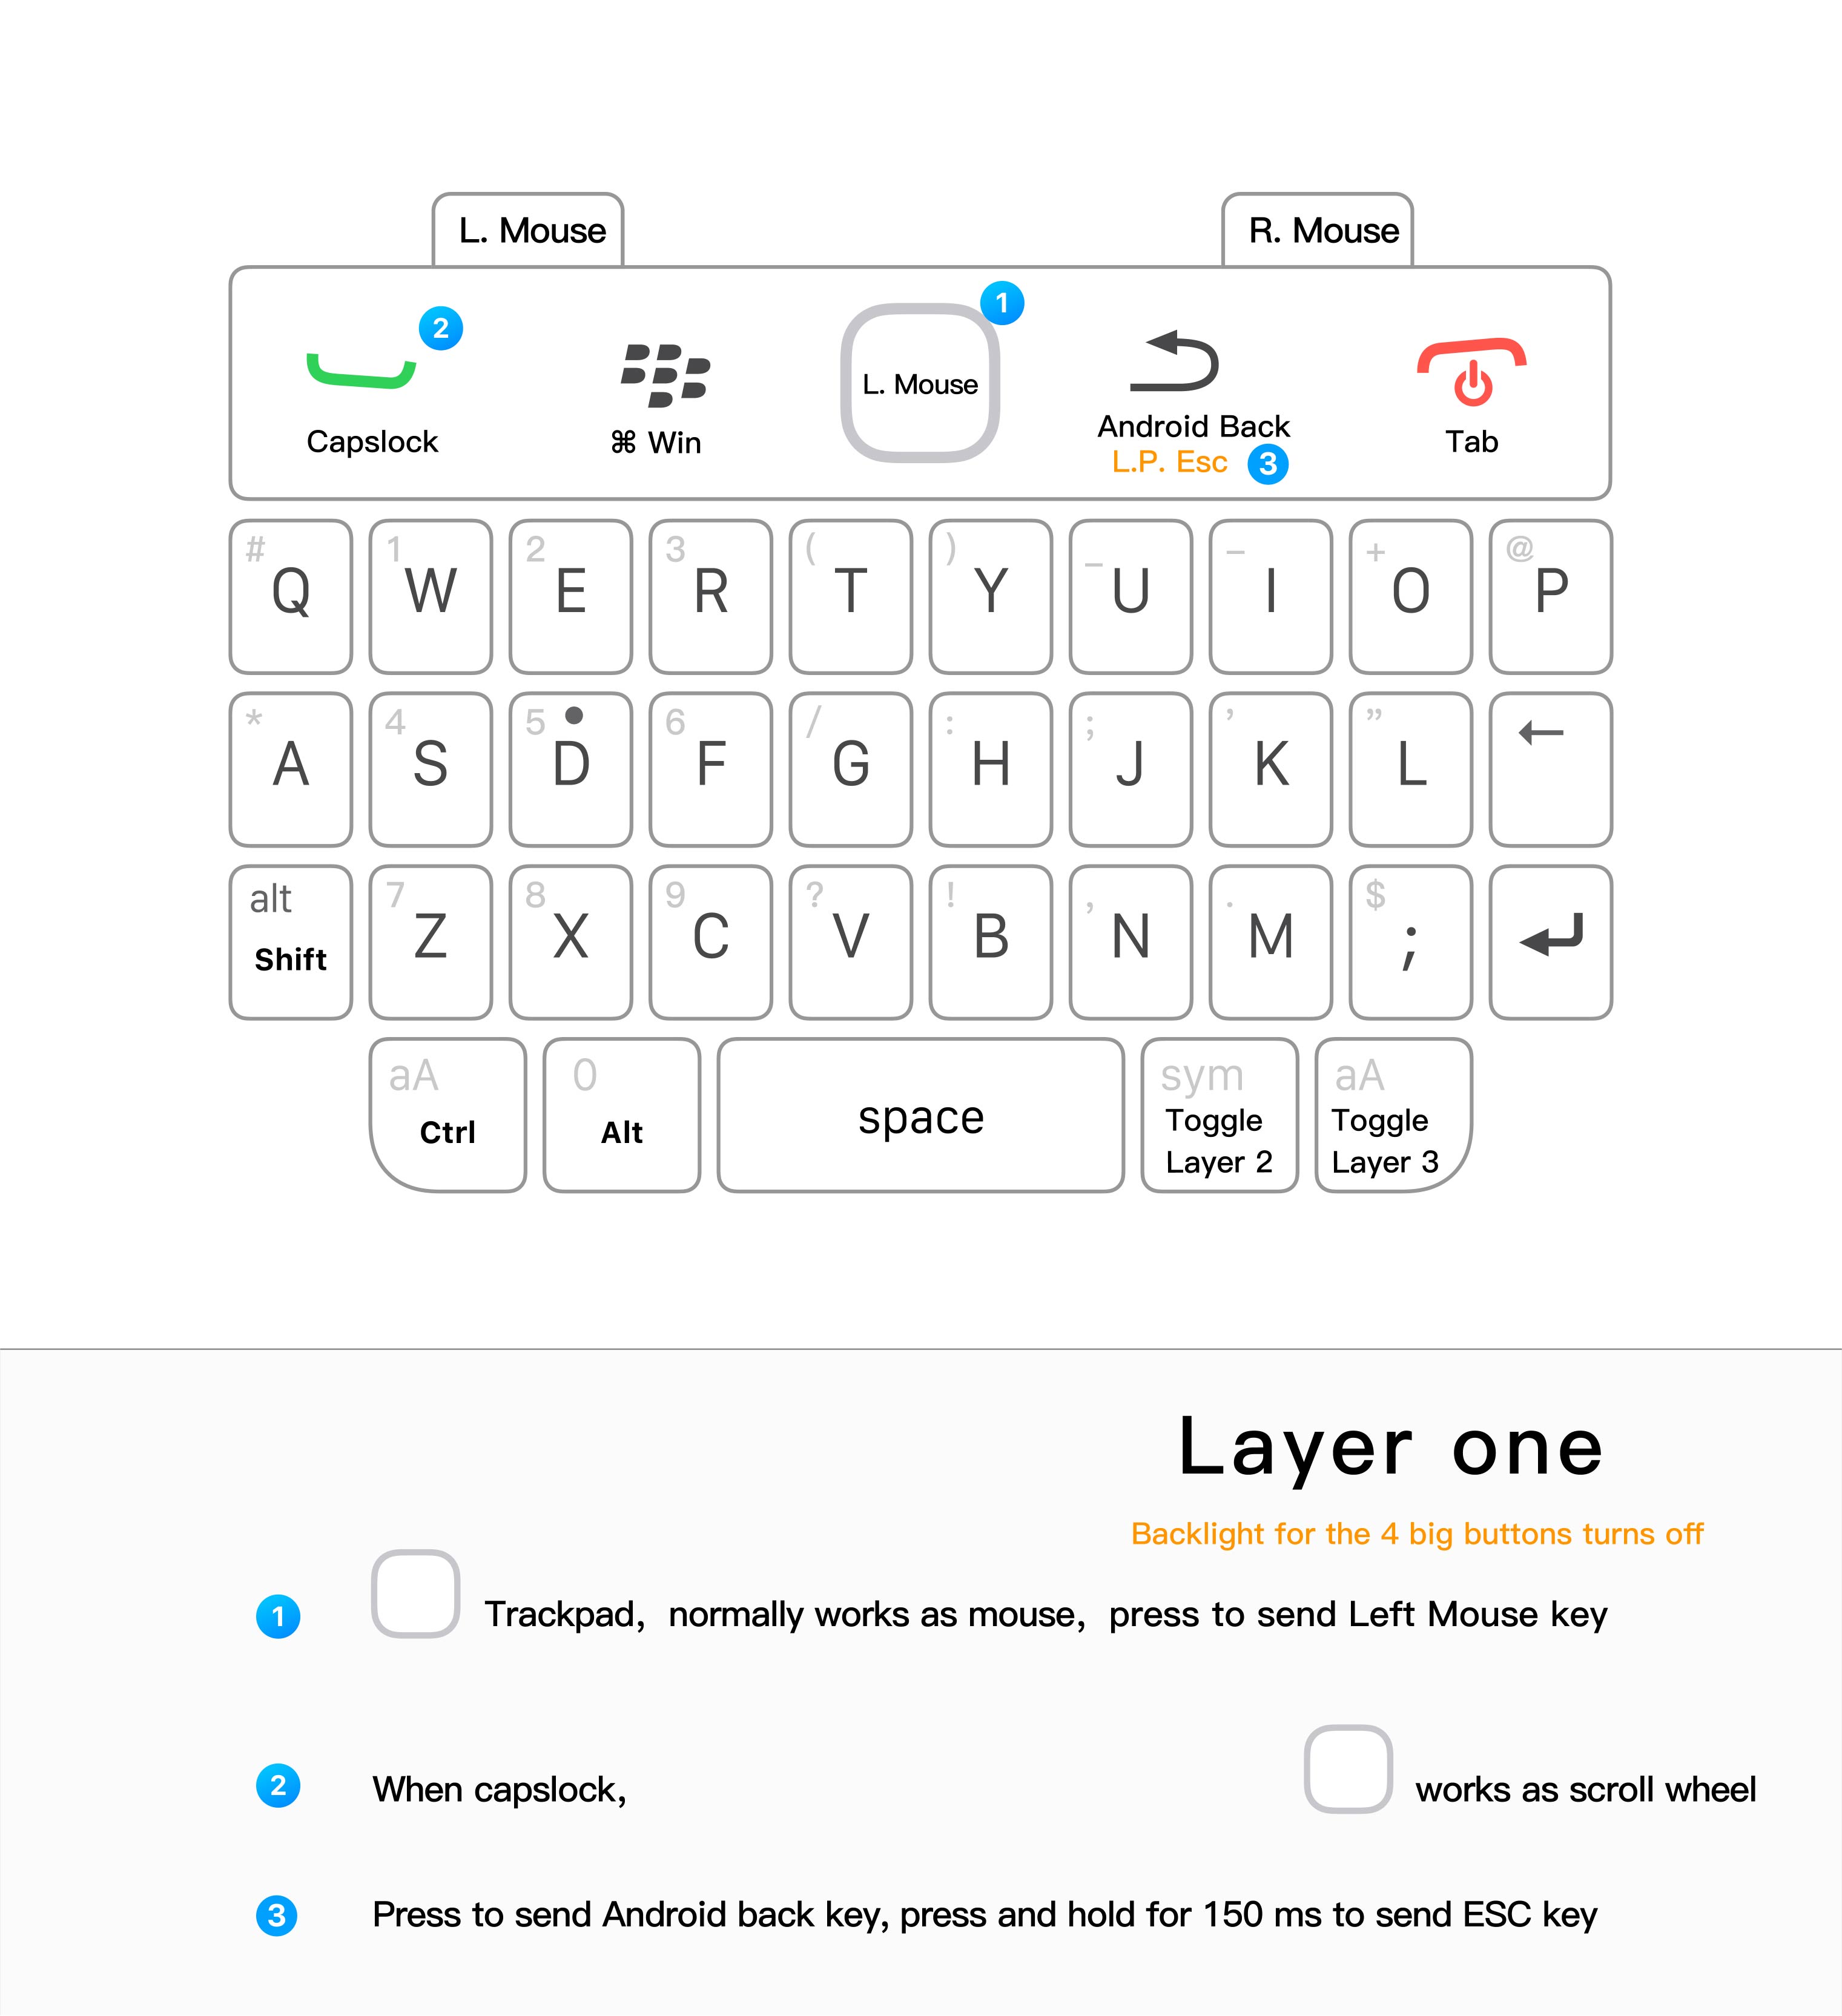 L. Mouse R. Mouse
2 1
L. Mouse
Capslock ⌘ Win Android Back Tab
L.P. Esc 3
# 1 2 3 ( ) _ – + @
Q W E R T Y U I O P
* 4 5 6 / : ; ’ ”
A S D F G H J K L ←
alt 7 8 9 ? ! , . $
Shift Z X C V B N M ;
aA 0 space sym aA
Ctrl Alt Toggle Toggle
Layer 2 Layer 3
Layer one
Backlight for the 4 big buttons turns off
1 Trackpad, normally works as mouse, press to send Left Mouse key
2 When capslock, works as scroll wheel
3 Press to send Android back key, press and hold for 150 ms to send ESC key